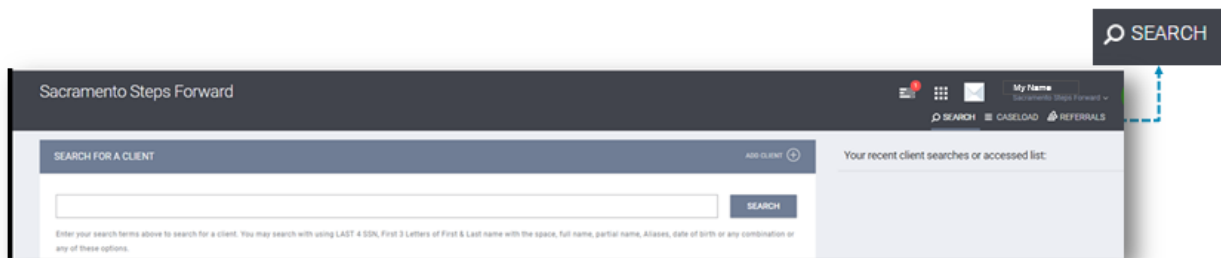 SEARCH
Sacramento Steps Forward
1
My Name
Sacramento Steps Forward
SEARCH CASELOAD REFERRALS
SEARCH FOR A CLIENT
ADD CLIENT
Your recent client searches or accessed list:
SEARCH
Enter your search terms above to search for a client. You may search with using LAST 4 SSN, First 3 Letters of First & Last name with the space, full name, partial name, Aliases, date of birth or any combination or
any of these options.